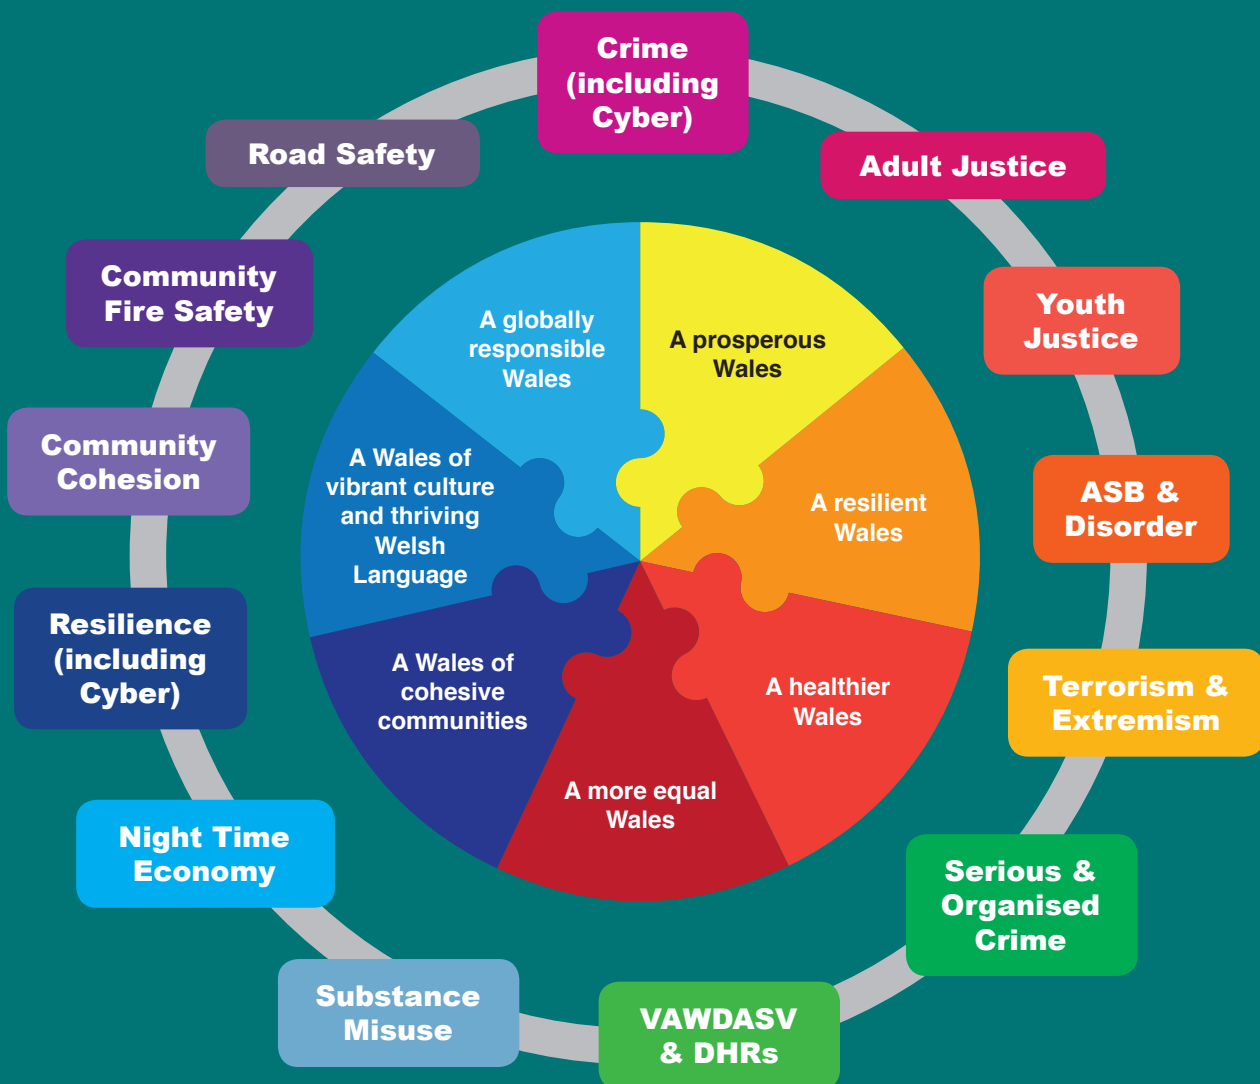 Crime
(including
Cyber)
Adult Justice
Youth
Justice
ASB &
Disorder
Terrorism &
Extremism
Serious &
Organised
Crime
VAWDASV
& DHRs
Substance
Misuse
Night Time
Economy
Resilience
(including
Cyber)
Community
Cohesion
Community
Fire Safety
Road Safety
A prosperous
Wales
A resilient
Wales
A healthier
Wales
A more equal
Wales
A Wales of
cohesive
communities
A Wales of
vibrant culture
and thriving
Welsh
Language
A globally
responsible
Wales